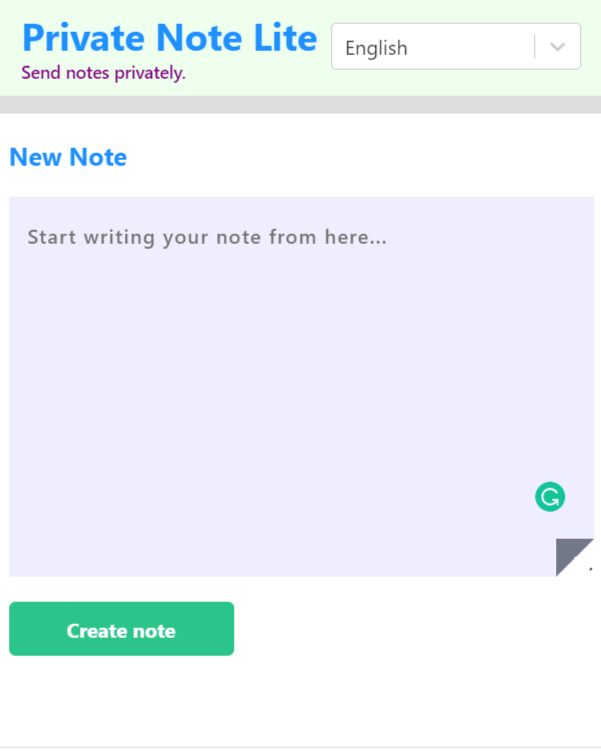 Private Note Lite
English
Send notes privately.
New Note
Start writing your note from here...
Create note